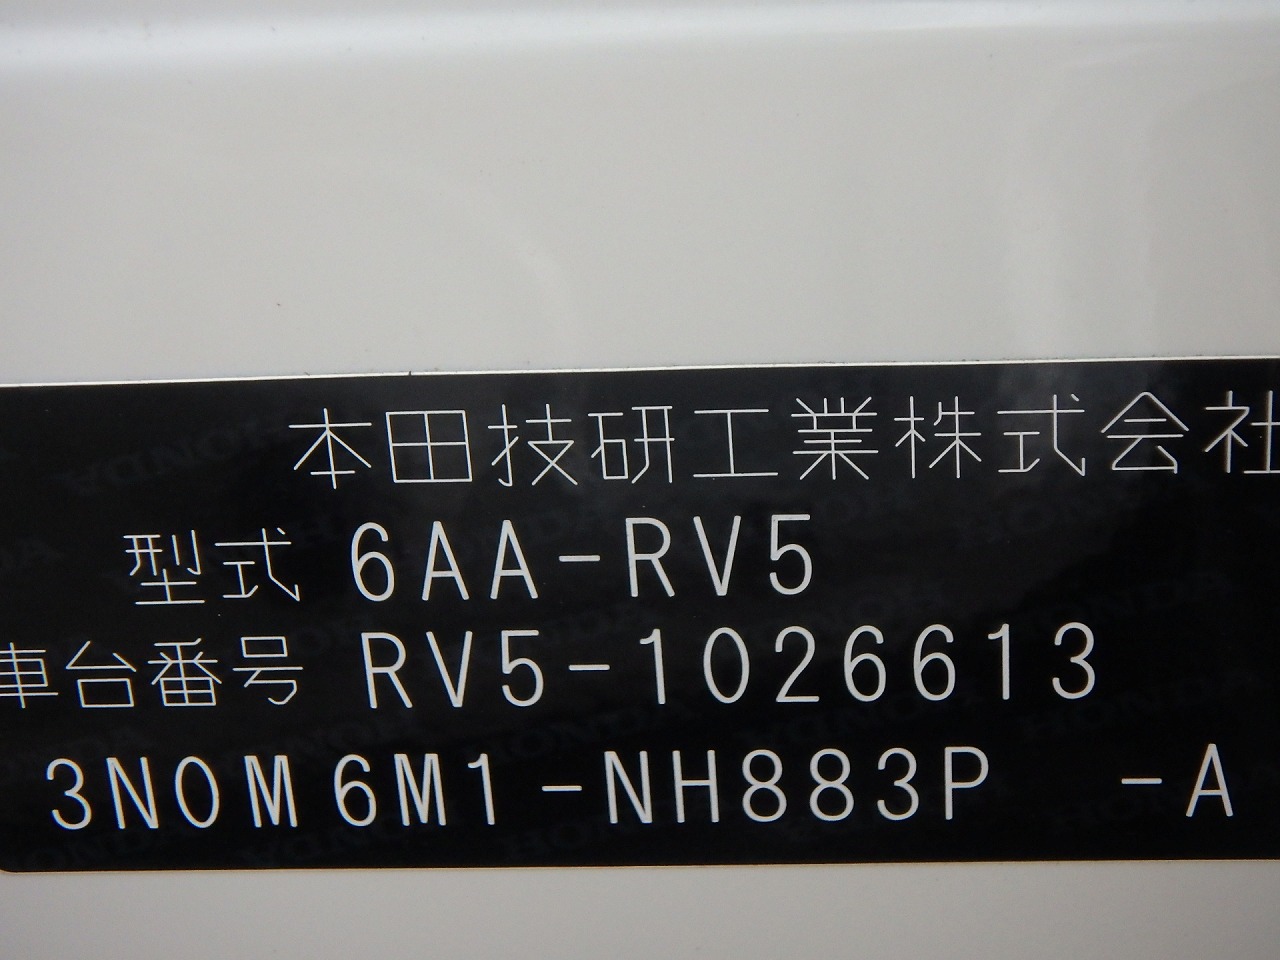 本田技研工業株式会社
型式 6AA-RV5
車台番号 RV5-1026613
3N0M6M1-NH883P -A